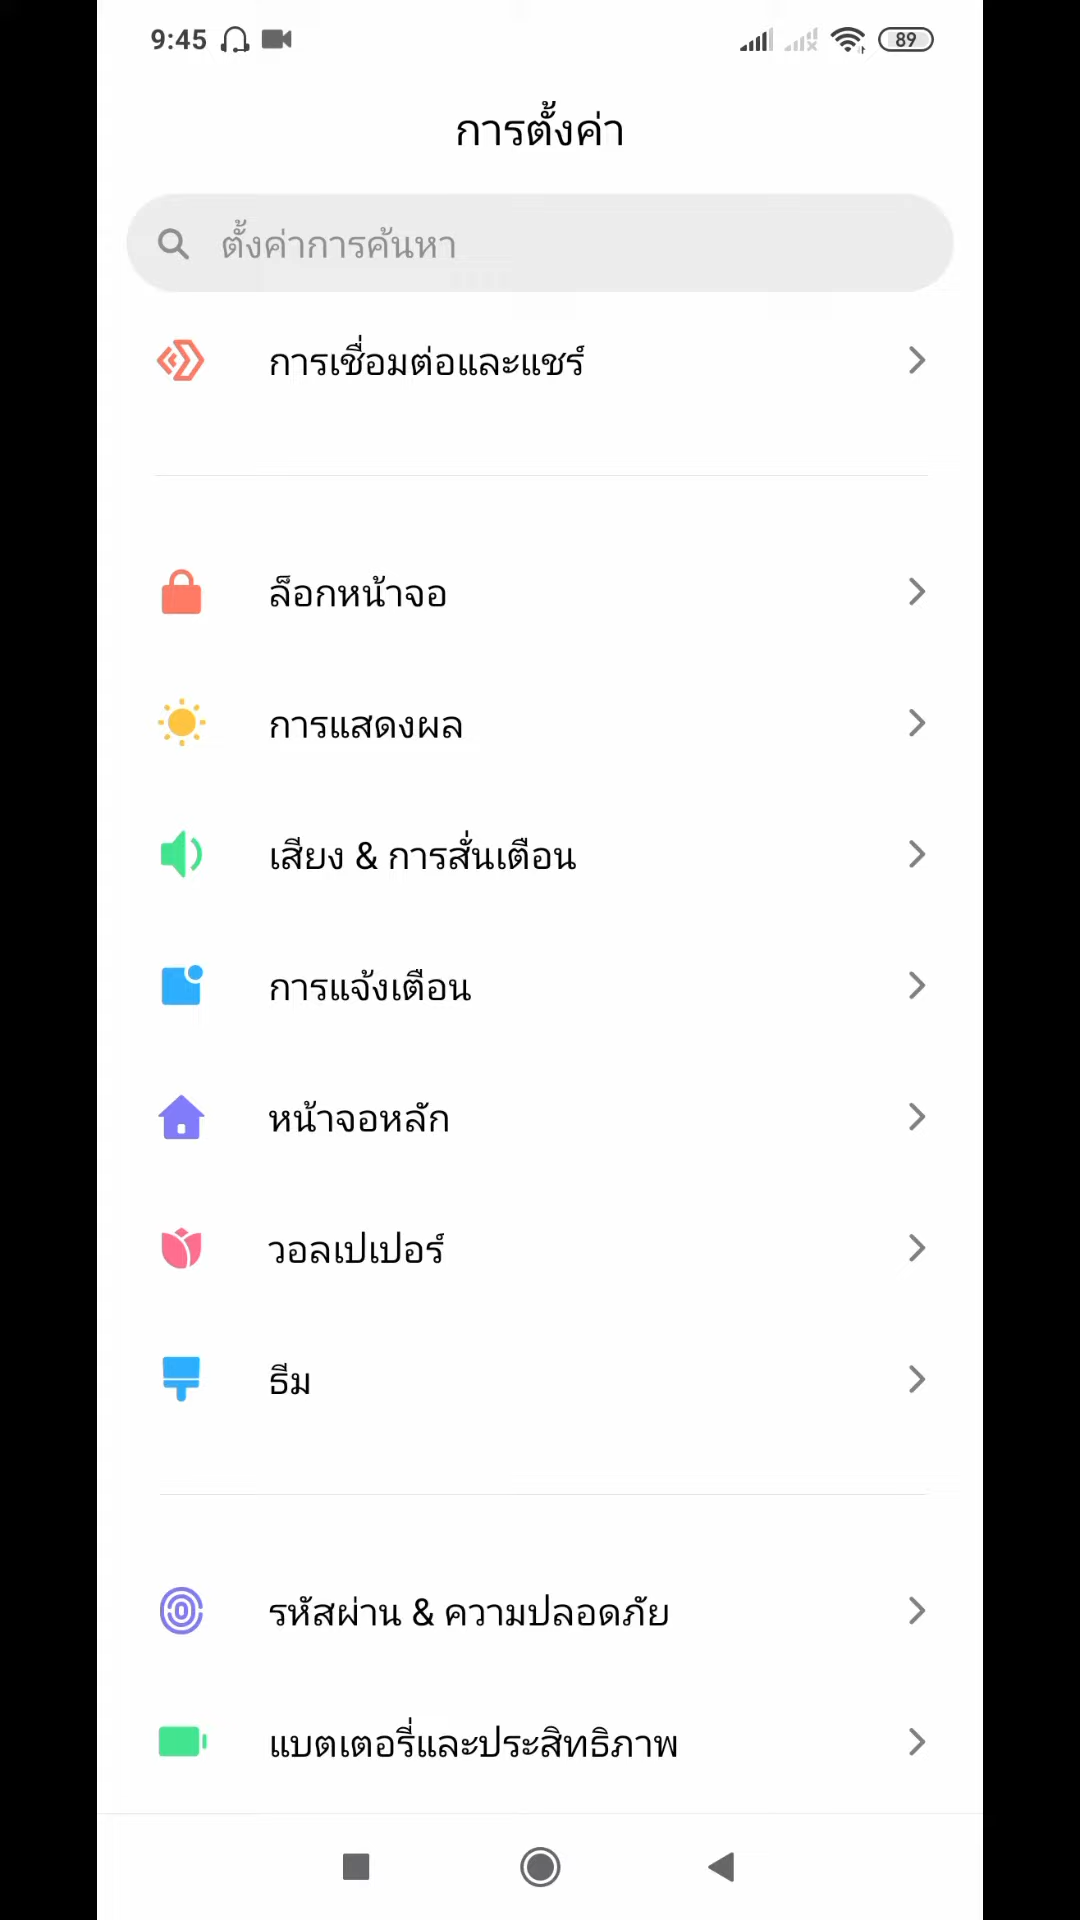 9:45
89
การตั้งค่า
ตั้งค่าการค้นหา
การเชื่อมต่อและแชร์
ล็อกหน้าจอ
การแสดงผล
เสียง & การสั่นเตือน
การแจ้งเตือน
หน้าจอหลัก
วอลเปเปอร์
ธีม
รหัสผ่าน & ความปลอดภัย
แบตเตอรี่และประสิทธิภาพ